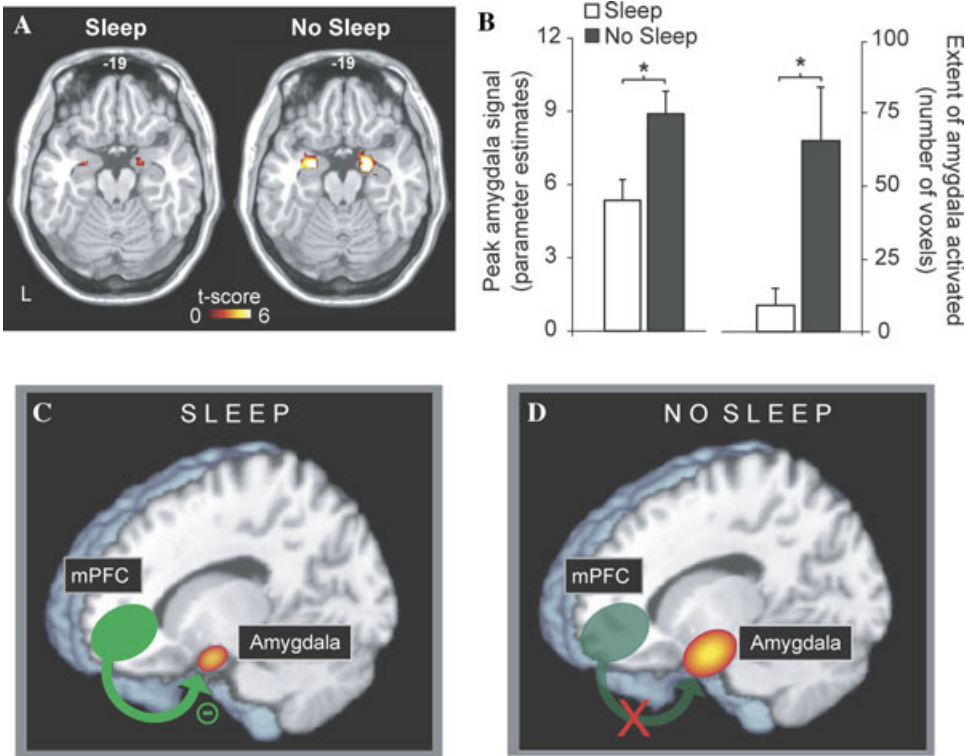 A
Sleep
No Sleep
-19
-19
L
t-score
0
6
B
Sleep
No Sleep
12
9
6
3
0
Peak amygdala signal
(parameter estimates)
*
*
100
75
50
25
0
Extent of amygdala activated
(number of voxels)
C
SLEEP
mPFC
Amygdala
D
NO SLEEP
mPFC
Amygdala
X